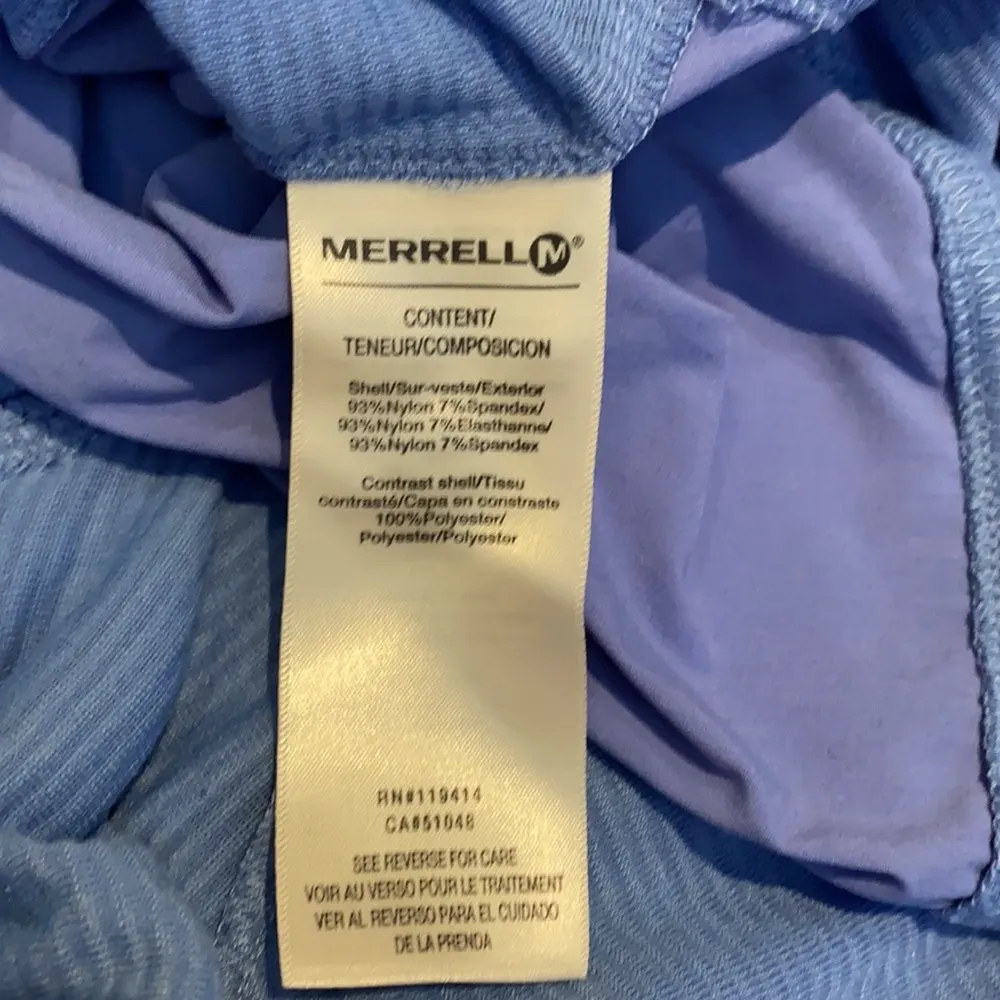 MERRELL M®
CONTENT/
TENEUR/COMPOSICION
Shell/Sur-veste/Exterior
93%Nylon 7%Spandex/
93%Nylon 7%Elasthanne/
93%Nylon 7%Spandex
Contrast shell/Tissu
contrasté/Capa en constraste
100%Polyester/
Polyester/Polyester
RN#119414
CA#51048
SEE REVERSE FOR CARE
VOIR AU VERSO POUR LE TRAITEMENT
VER AL REVERSO PARA EL CUIDADO
DE LA PRENDA